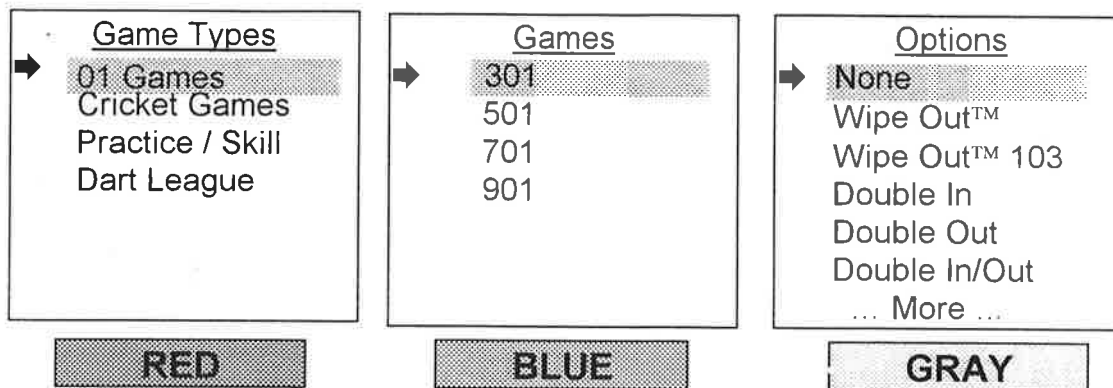 Game Types
01 Games
Cricket Games
Practice / Skill
Dart League
RED
Games
301
501
701
901
BLUE
Options
None
Wipe Out™
Wipe Out™ 103
Double In
Double Out
Double In/Out
... More ...
GRAY